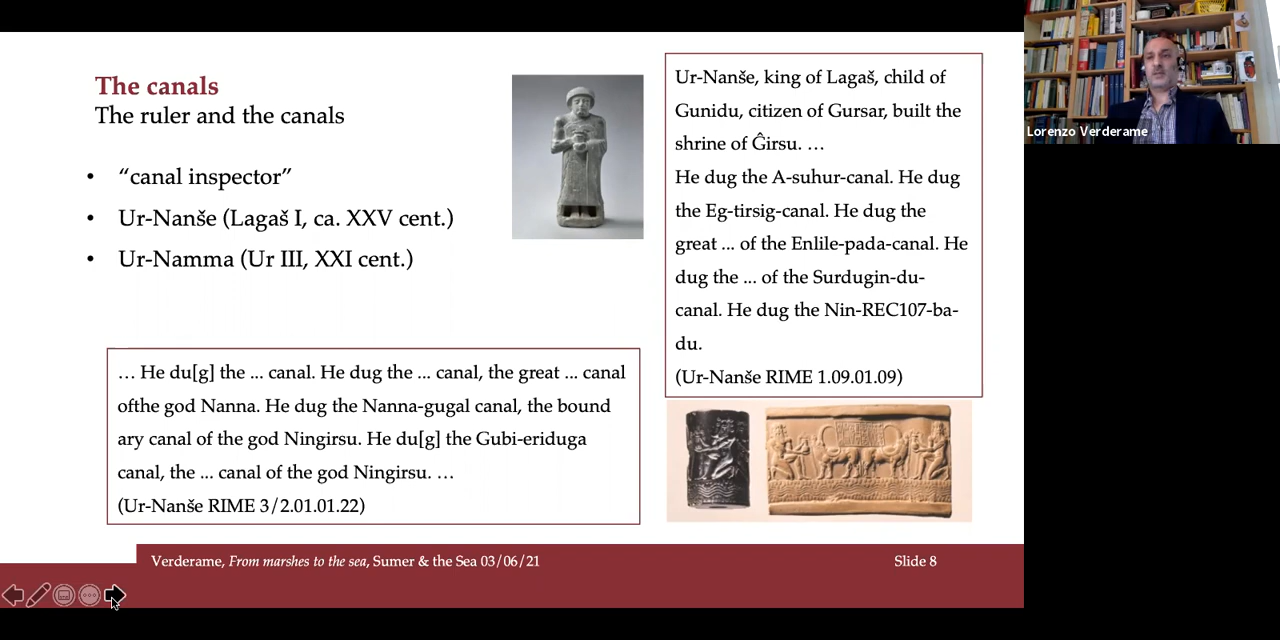 The canals
The ruler and the canals
• “canal inspector”
• Ur-Nanše (Lagaš I, ca. XXV cent.)
• Ur-Namma (Ur III, XXI cent.)
Ur-Nanše, king of Lagaš, child of
Gunidu, citizen of Gursar, built the
shrine of Ĝirsu. …
He dug the A-suhur-canal. He dug
the Eg-tirsig-canal. He dug the
great ... of the Enlile-pada-canal. He
dug the ... of the Surdugin-du-
canal. He dug the Nin-REC107-ba-
du.
(Ur-Nanše RIME 1.09.01.09)
… He du[g] the ... canal. He dug the ... canal, the great ... canal
ofthe god Nanna. He dug the Nanna-gugal canal, the bound
ary canal of the god Ningirsu. He du[g] the Gubi-eriduga
canal, the ... canal of the god Ningirsu. …
(Ur-Nanše RIME 3/2.01.01.22)
Verderame, From marshes to the sea, Sumer & the Sea 03/06/21
Slide 8
Lorenzo Verderame